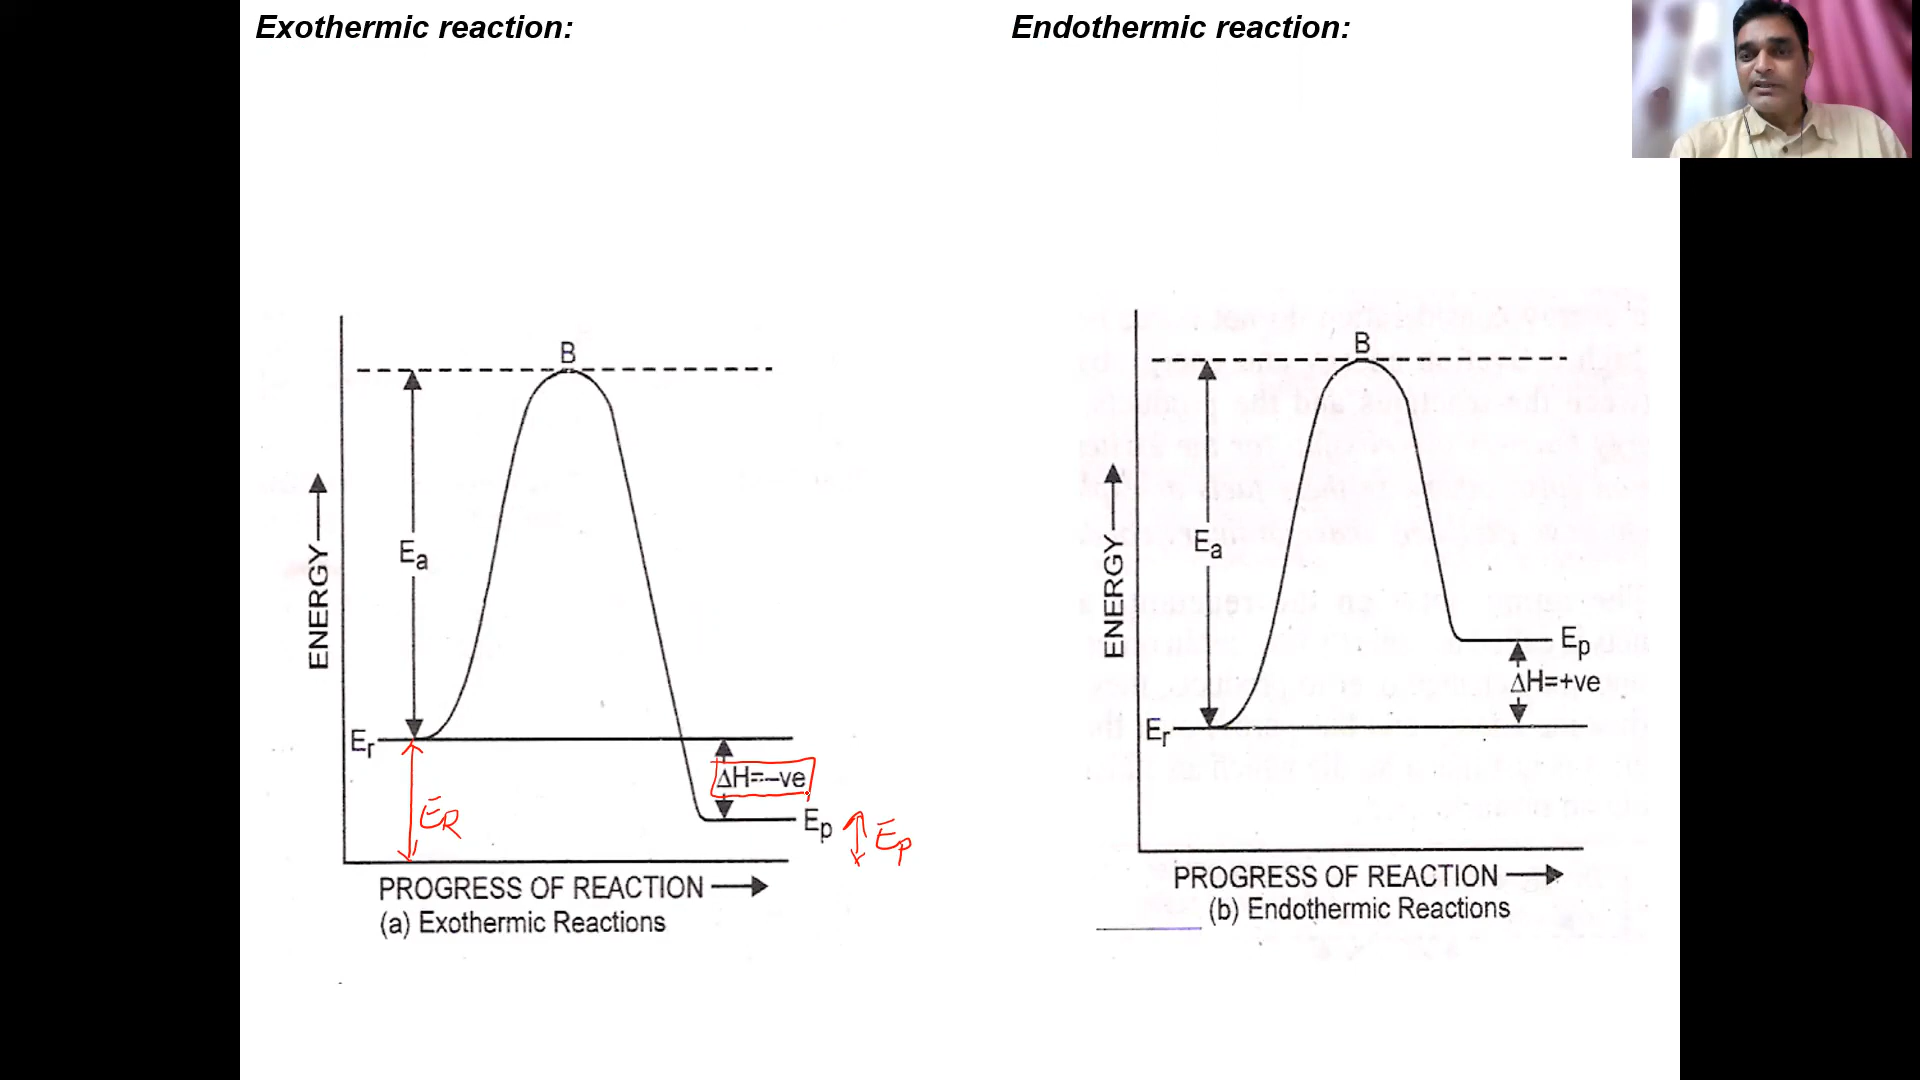 Exothermic reaction:
Endothermic reaction:
B
Ea
ENERGY
Er
ΔH=–ve
Ep
ER
Ep
PROGRESS OF REACTION
(a) Exothermic Reactions
B
Ea
ENERGY
Ep
ΔH=+ve
Er
PROGRESS OF REACTION
(b) Endothermic Reactions